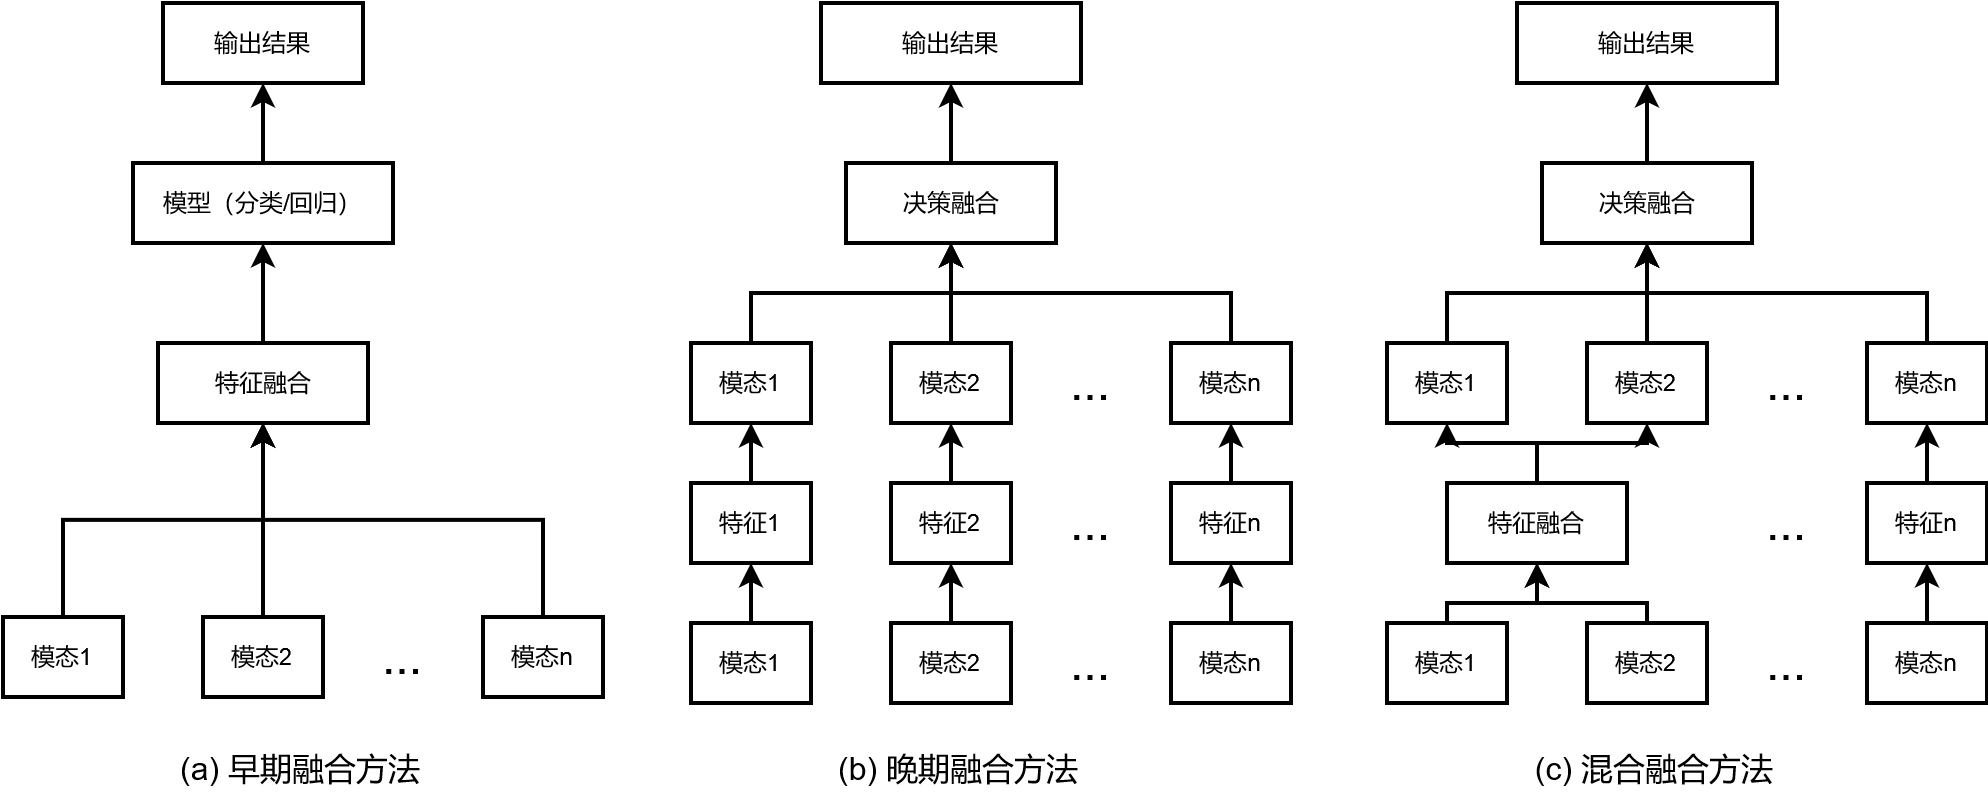 输出结果
模型（分类/回归）
特征融合
模态1 模态2 ... 模态n
(a) 早期融合方法
输出结果
决策融合
模态1 模态2 ... 模态n
特征1 特征2 ... 特征n
模态1 模态2 ... 模态n
(b) 晚期融合方法
输出结果
决策融合
模态1 模态2 ... 模态n
特征融合 ... 特征n
模态1 模态2 ... 模态n
(c) 混合融合方法